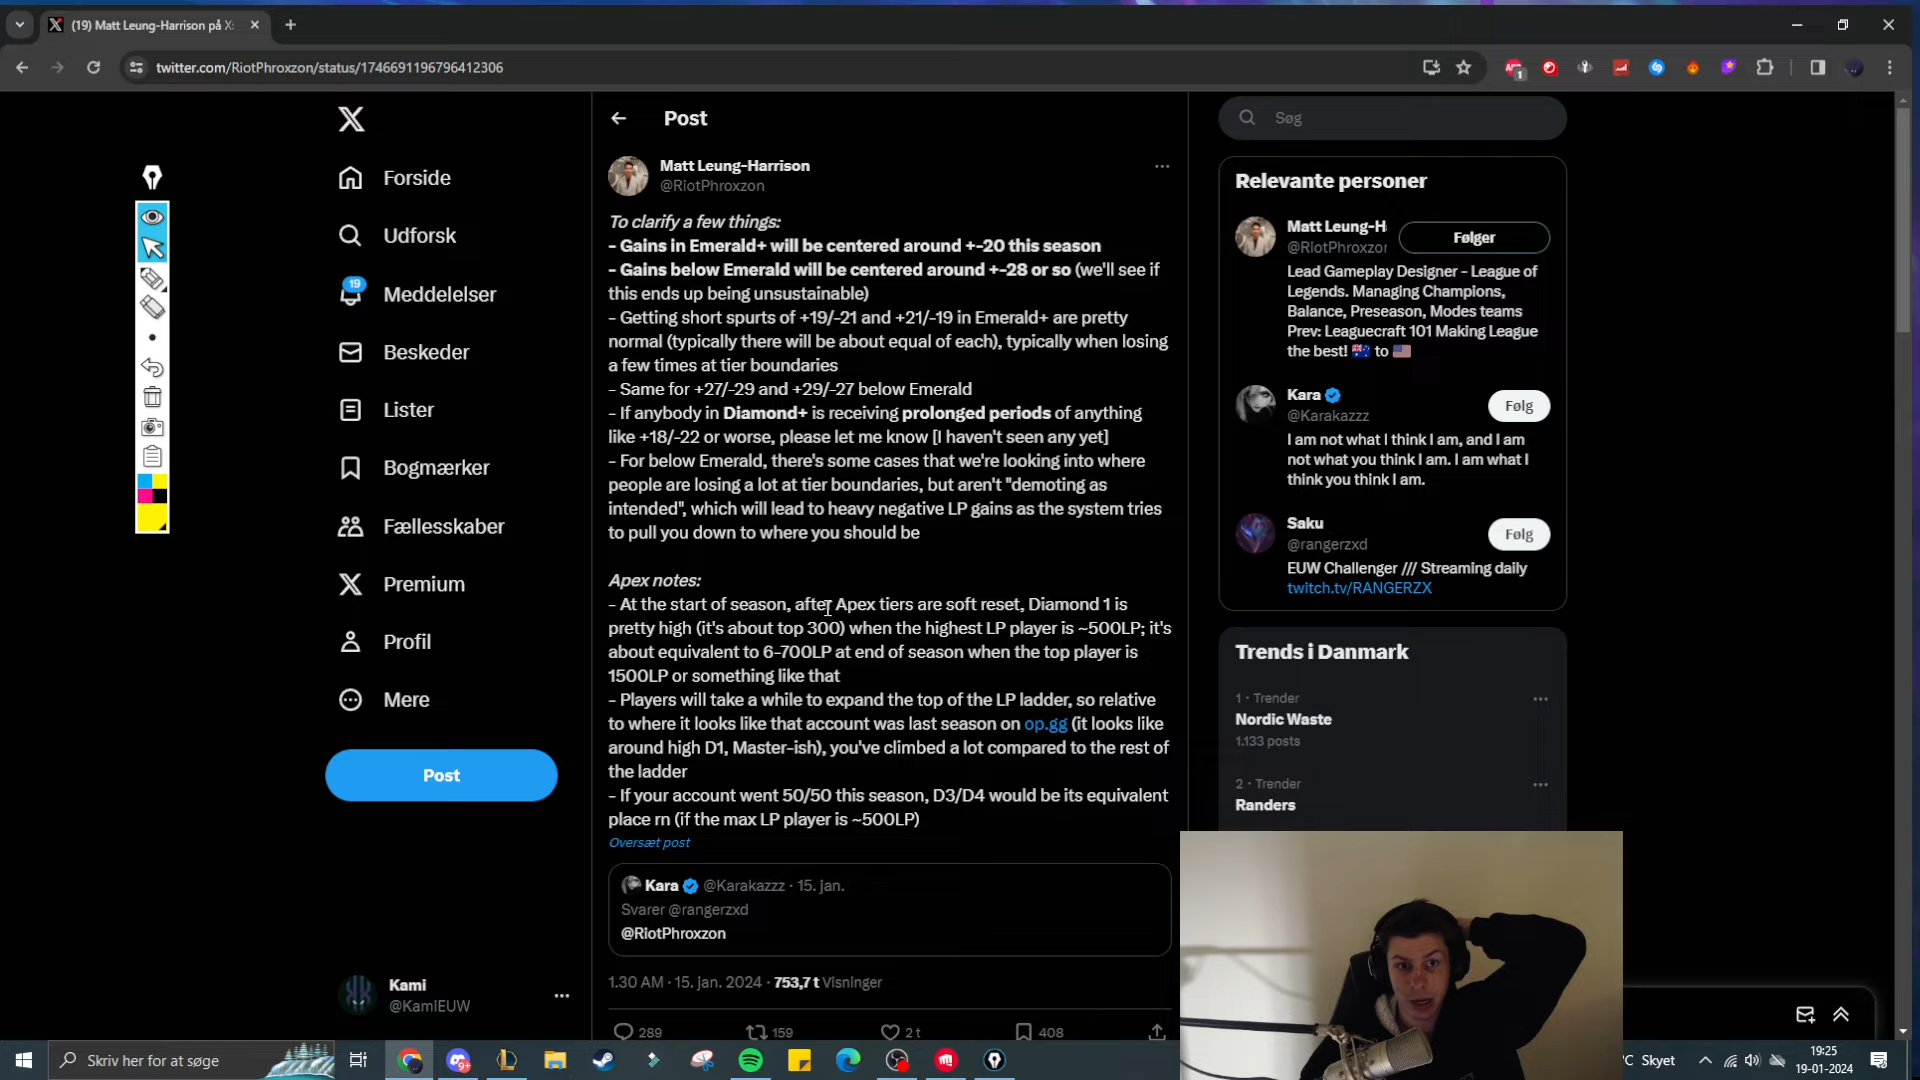 (19) Matt Leung-Harrison på X
twitter.com/RiotPhroxzon/status/1746691196796412306
1
Forside
Udforsk
19
Meddelelser
Beskeder
Lister
Bogmærker
Fællesskaber
Premium
Profil
Mere
Post
Kami
@KamiEUW
Post
Matt Leung-Harrison
@RiotPhroxzon
To clarify a few things:
- Gains in Emerald+ will be centered around +-20 this season
- Gains below Emerald will be centered around +-28 or so (we'll see if
this ends up being unsustainable)
- Getting short spurts of +19/-21 and +21/-19 in Emerald+ are pretty
normal (typically there will be about equal of each), typically when losing
a few times at tier boundaries
- Same for +27/-29 and +29/-27 below Emerald
- If anybody in Diamond+ is receiving prolonged periods of anything
like +18/-22 or worse, please let me know [I haven't seen any yet]
- For below Emerald, there's some cases that we're looking into where
people are losing a lot at tier boundaries, but aren't "demoting as
intended", which will lead to heavy negative LP gains as the system tries
to pull you down to where you should be
Apex notes:
- At the start of season, after Apex tiers are soft reset, Diamond 1 is
pretty high (it's about top 300) when the highest LP player is ~500LP; it's
about equivalent to 6-700LP at end of season when the top player is
1500LP or something like that
- Players will take a while to expand the top of the LP ladder, so relative
to where it looks like that account was last season on op.gg (it looks like
around high D1, Master-ish), you've climbed a lot compared to the rest of
the ladder
- If your account went 50/50 this season, D3/D4 would be its equivalent
place rn (if the max LP player is ~500LP)
Oversæt post
Kara @Karakazzz · 15. jan.
Svarer @rangerzxd
@RiotPhroxzon
1.30 AM · 15. jan. 2024 · 753,7 t Visninger
289 159 2 t 408
Søg
Relevante personer
Matt Leung-H
@RiotPhroxzor
Følger
Lead Gameplay Designer - League of
Legends. Managing Champions,
Balance, Preseason, Modes teams
Prev: Leaguecraft 101 Making League
the best! to
Kara
@Karakazzz
Følg
I am not what I think I am, and I am
not what you think I am. I am what I
think you think I am.
Saku
@rangerzxd
Følg
EUW Challenger /// Streaming daily
twitch.tv/RANGERZX
Trends i Danmark
1 · Trender
Nordic Waste
1.133 posts
2 · Trender
Randers
Skriv her for at søge
°C Skyet
19:25
19-01-2024